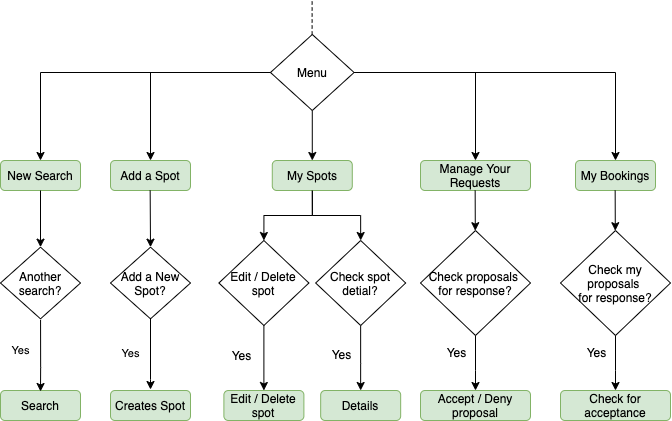 Menu
New Search
Add a Spot
My Spots
Manage Your
Requests
My Bookings
Another
search?
Add a New
Spot?
Edit / Delete
spot
Check spot
detial?
Check proposals
for response?
Check my
proposals
for response?
Yes
Yes
Yes
Yes
Yes
Yes
Search
Creates Spot
Edit / Delete
spot
Details
Accept / Deny
proposal
Check for
acceptance